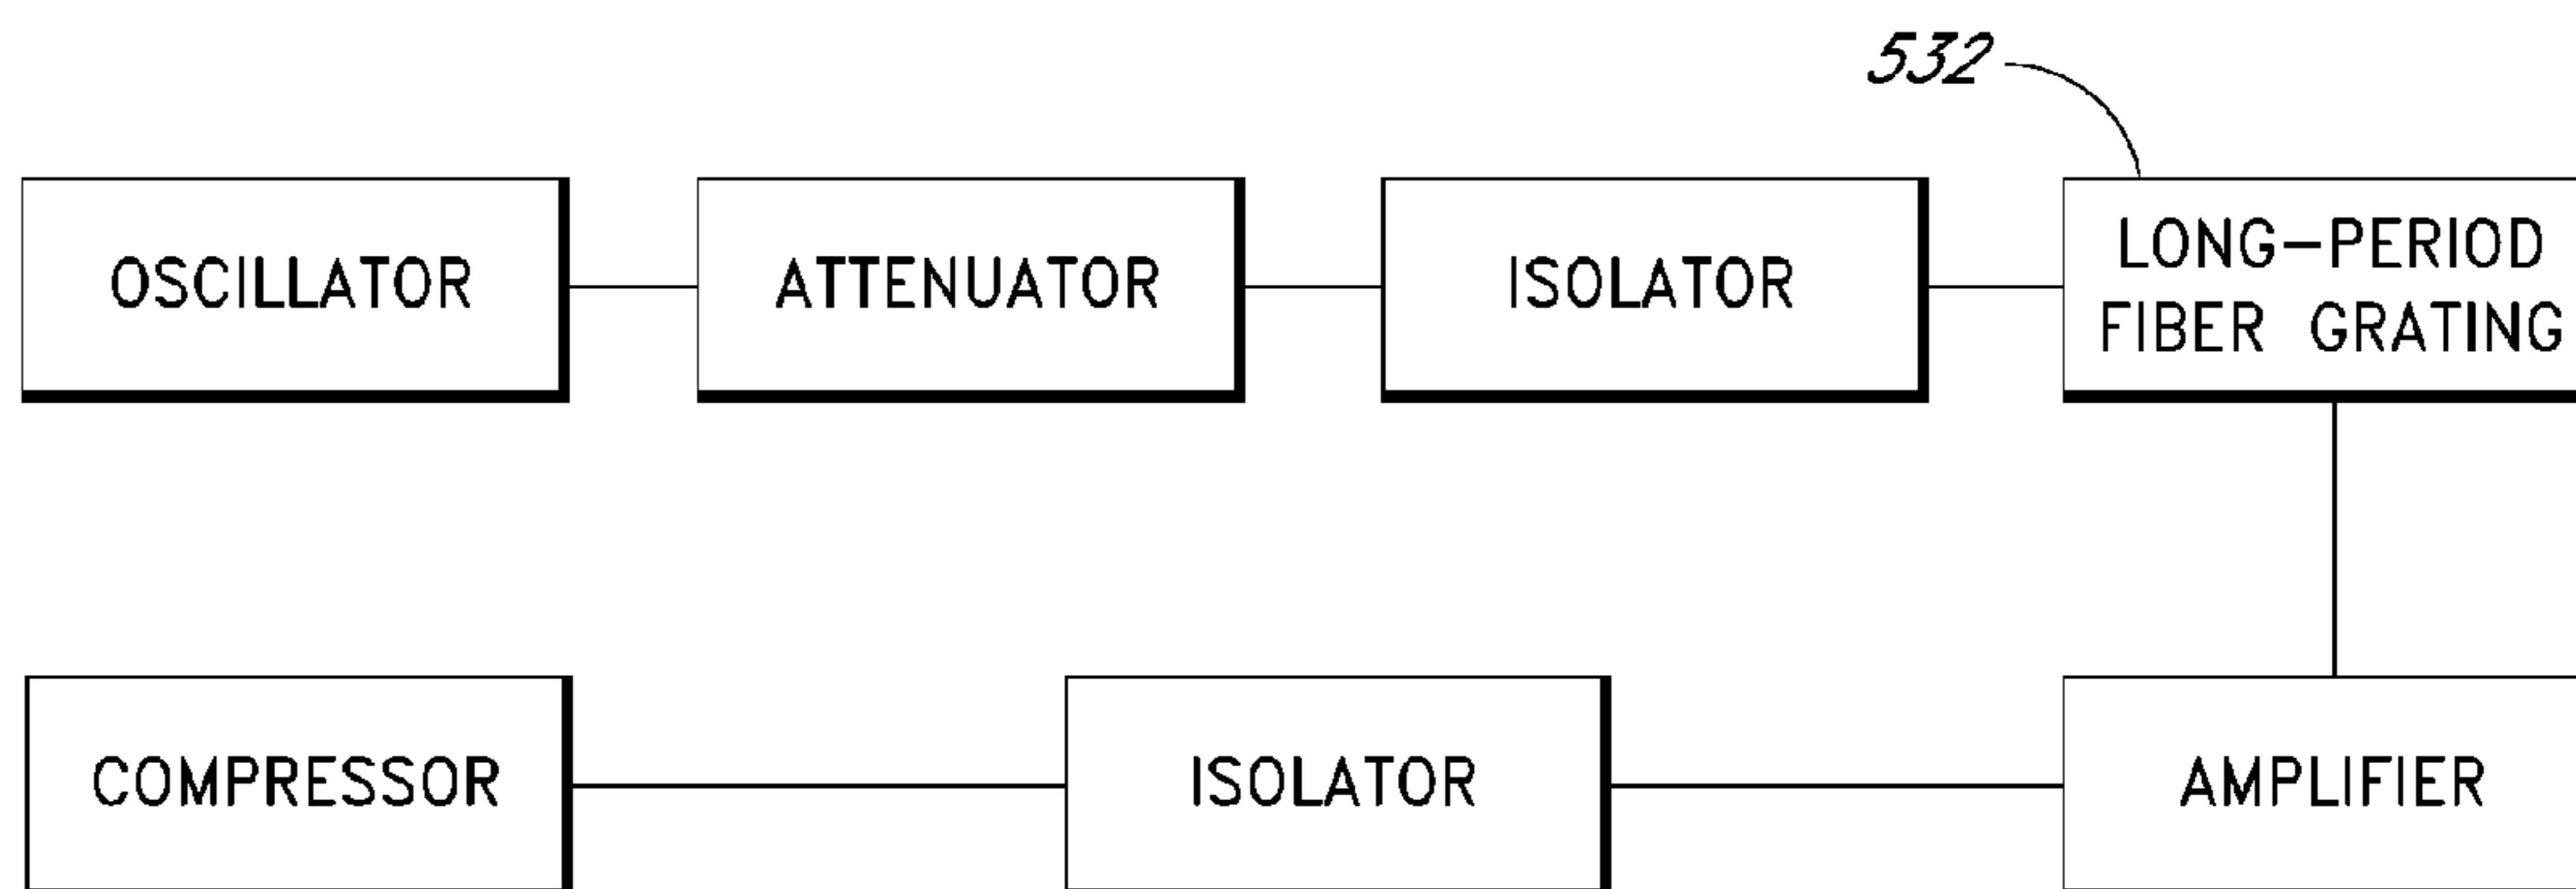 532
OSCILLATOR
ATTENUATOR
ISOLATOR
LONG-PERIOD
FIBER GRATING
COMPRESSOR
ISOLATOR
AMPLIFIER